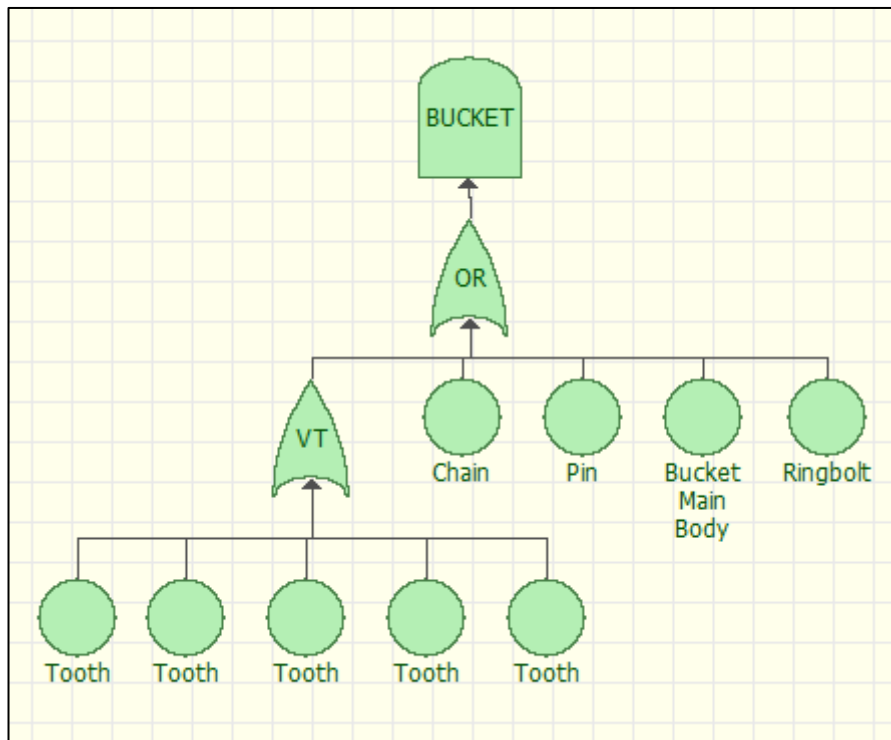 BUCKET
OR
VT
Chain
Pin
Bucket
Main
Body
Ringbolt
Tooth
Tooth
Tooth
Tooth
Tooth